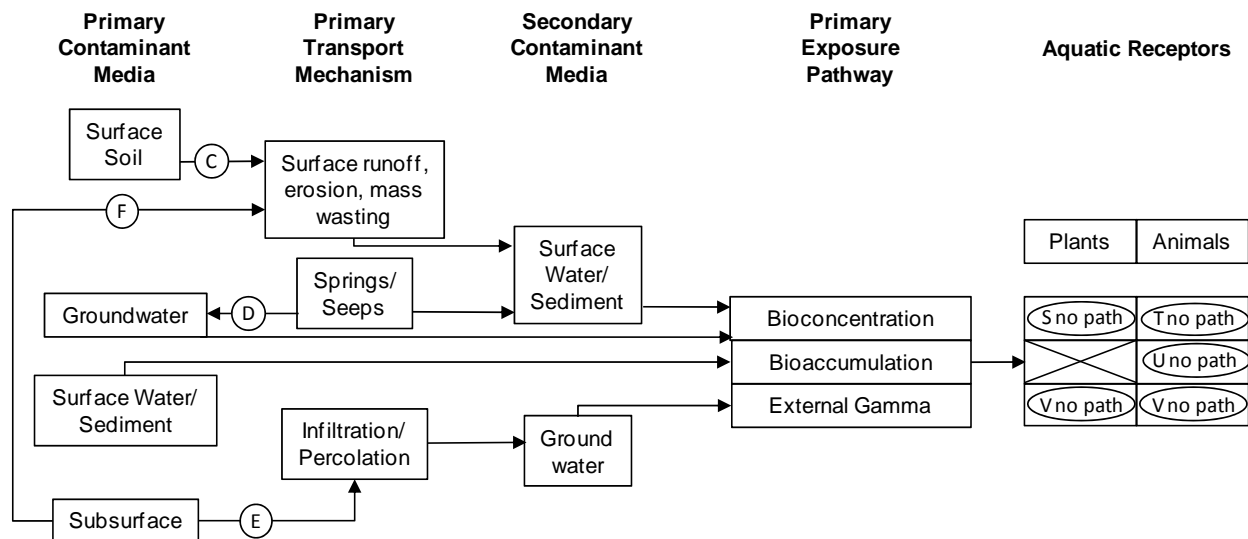 Primary
Contaminant
Media
Primary
Transport
Mechanism
Secondary
Contaminant
Media
Primary
Exposure
Pathway
Aquatic Receptors
Surface
Soil
C
Surface runoff,
erosion, mass
wasting
F
Plants
Animals
Surface
Water/
Sediment
Springs/
Seeps
Groundwater
D
Bioconcentration
S no path
T no path
Bioaccumulation
U no path
Surface Water/
Sediment
External Gamma
V no path
V no path
Infiltration/
Percolation
Ground
water
Subsurface
E